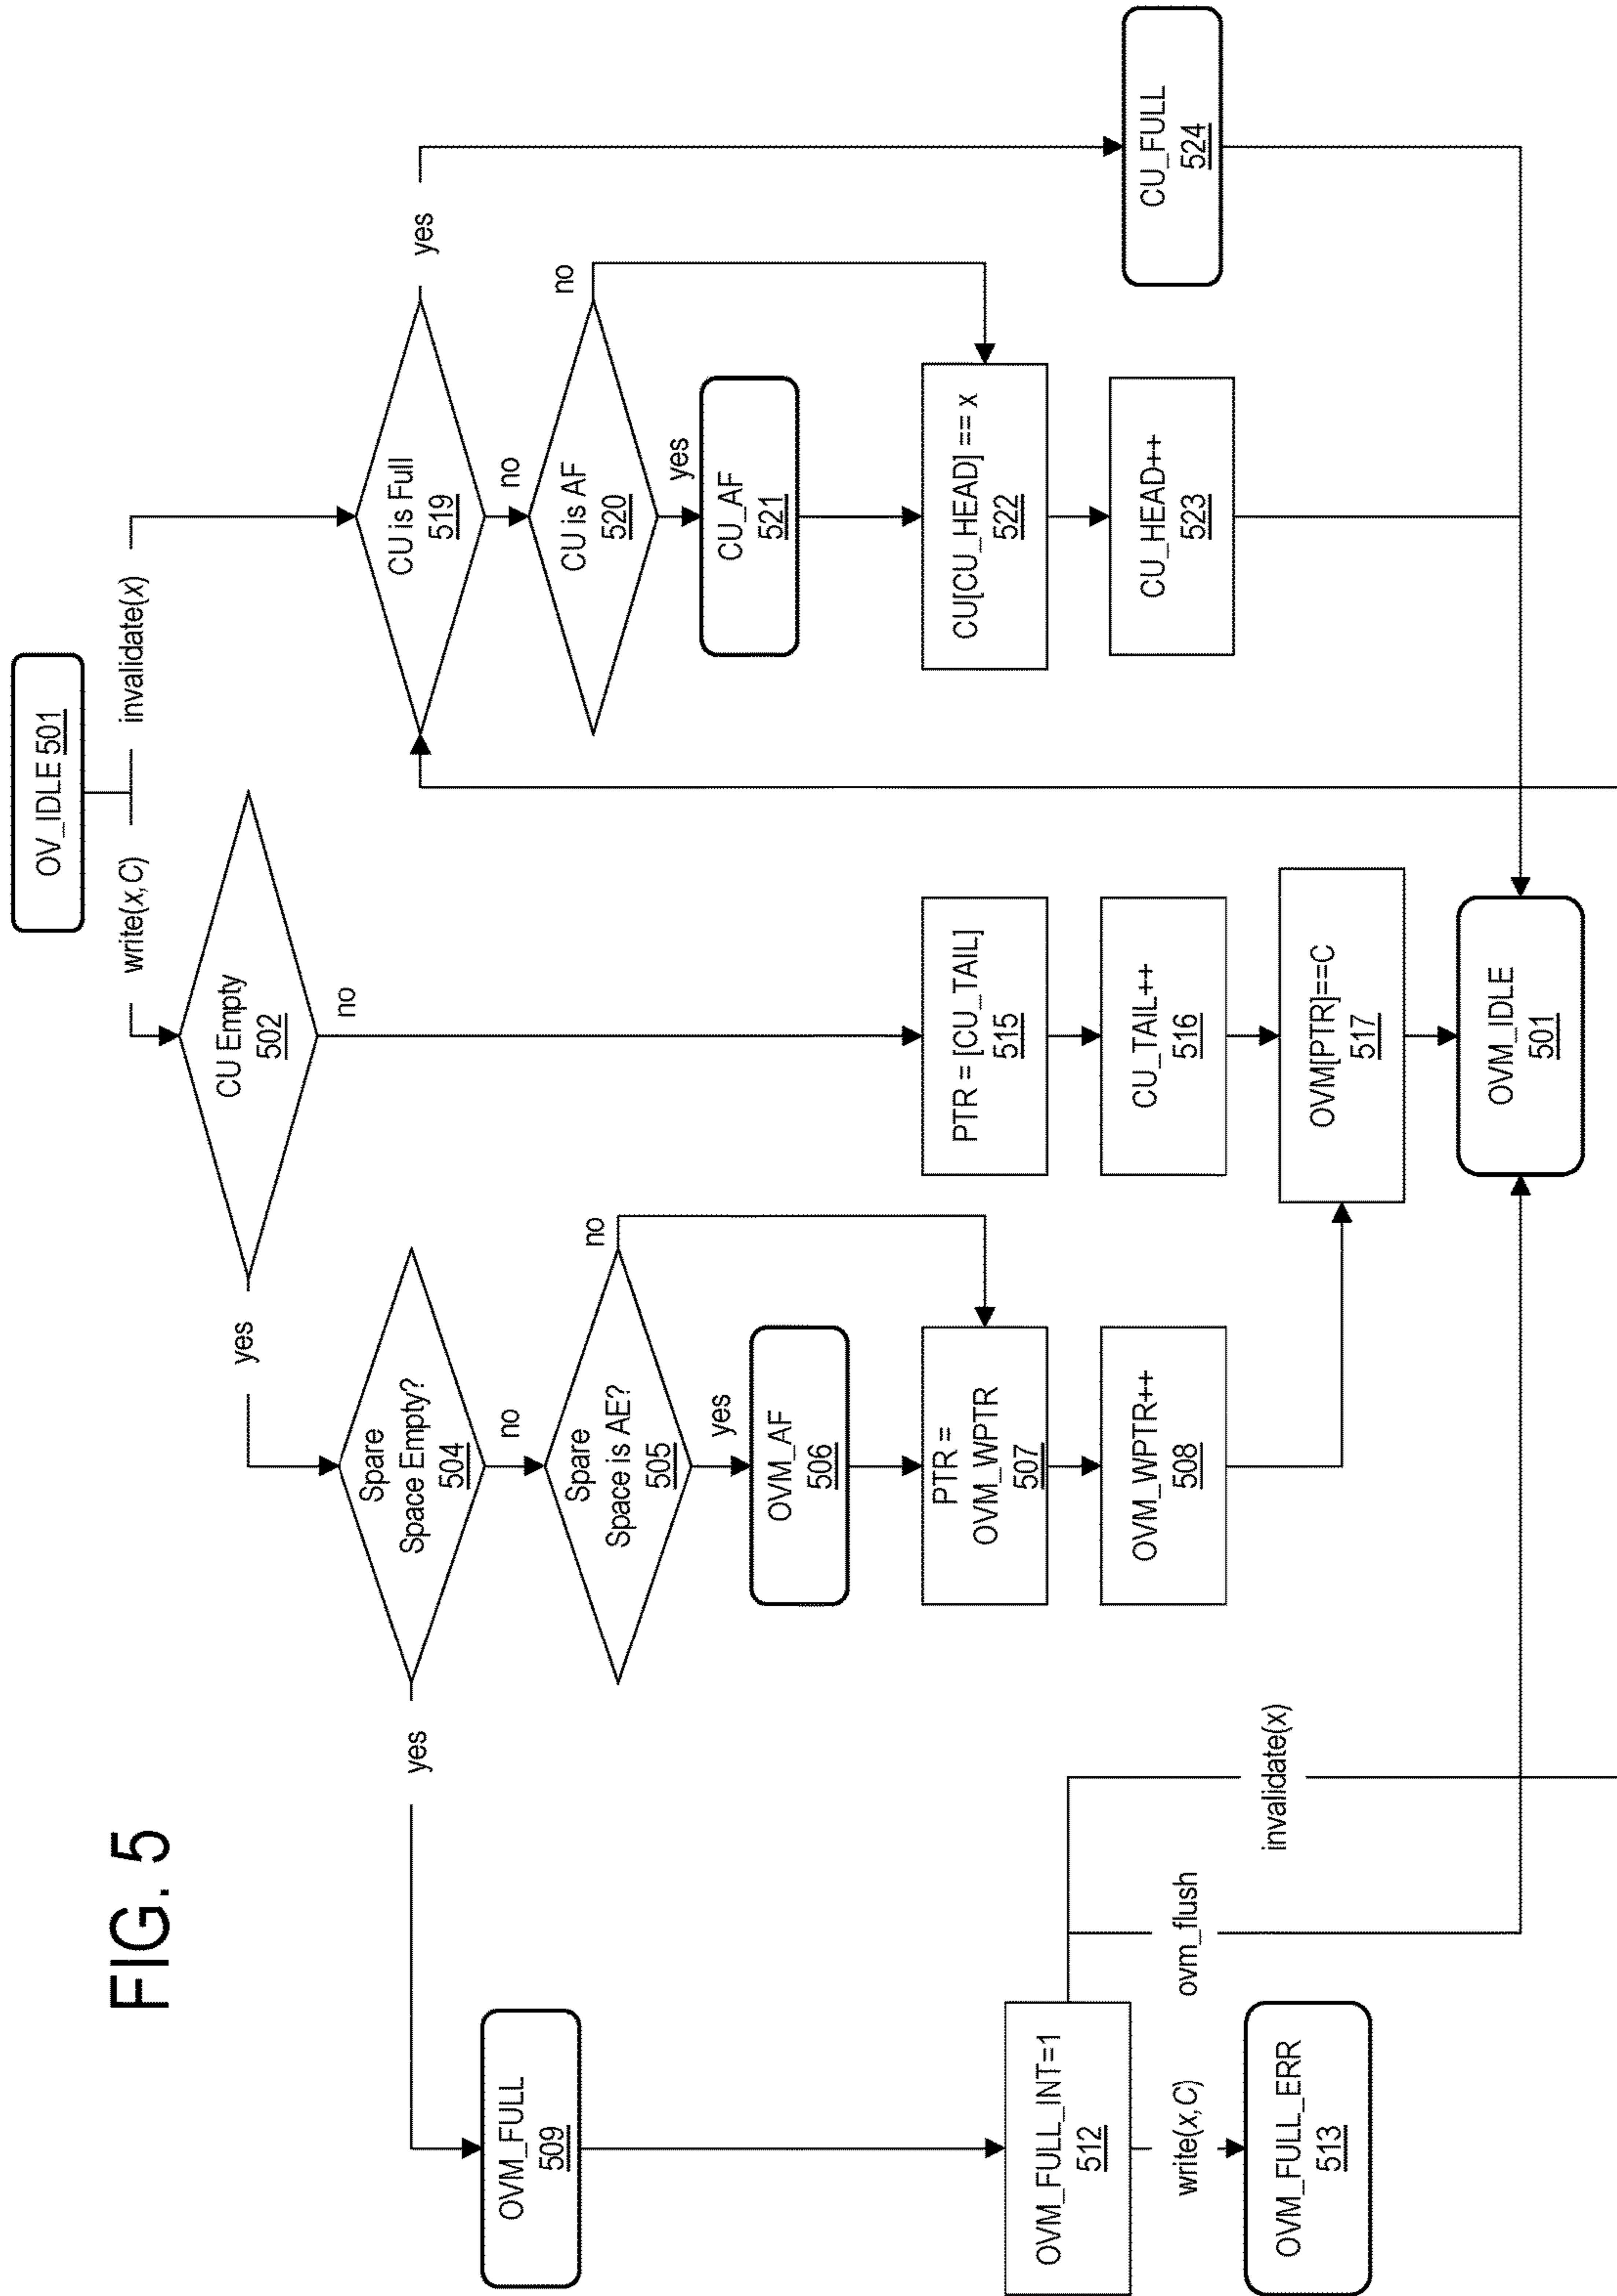 FIG. 5
OV_IDLE 501
write(x,C)
invalidate(x)
CU Empty
502
yes
no
Spare
Space Empty?
504
yes
no
Spare
Space is AE?
505
no
yes
OVM_AF
506
PTR =
OVM_WPTR
507
OVM_WPTR++
508
OVM_FULL
509
OVM_FULL_INT=1
512
write(x,C)
ovm_flush
invalidate(x)
OVM_FULL_ERR
513
PTR = [CU_TAIL]
515
CU_TAIL++
516
OVM[PTR]==C
517
OVM_IDLE
501
CU is Full
519
yes
no
CU is AF
520
no
yes
CU_AF
521
CU[CU_HEAD] == x
522
CU_HEAD++
523
CU_FULL
524